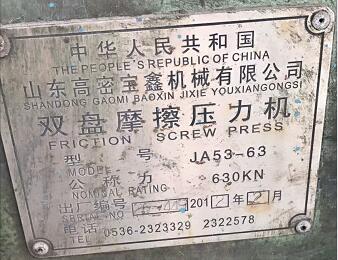 中华人民共和国
THE PEOPLE'S REPUBLIC OF CHINA
山东高密宝鑫机械有限公司
SHANDONG GAOMI BAOXIN JIXIE YOUXIANGONGSI
双盘摩擦压力机
FRICTION SCREW PRESS
型号 JA53-63
MODEL
公称力 630KN
NOMINAL RATING
出厂编号 201 年2月
SERIAL NO
电话 0536-2323329 2322578
TEL